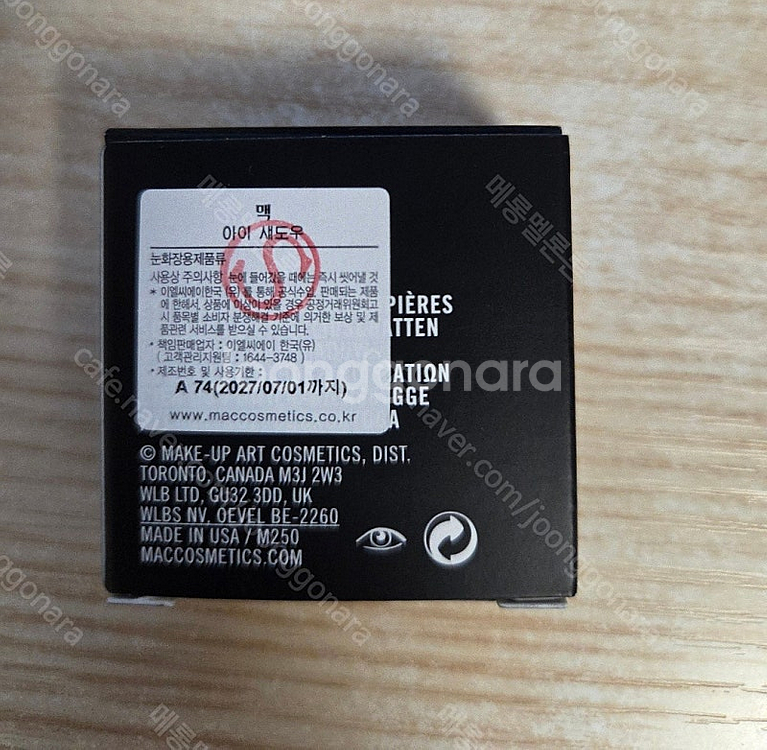 맥
아이 섀도우
눈화장용제품류
사용상 주의사항 : 눈에 들어갔을 때에는 즉시 씻어낼 것
* 이엘씨에이한국 (유)를 통해 공식수입, 판매되는 제품
에 한해서, 상품에 이상이 있을 경우 공정거래위원회고
시 품목별 소비자 분쟁해결 기준에 의거한 보상 및 제
품관련 서비스를 받으실 수 있습니다.
* 책임판매업자 : 이엘씨에이 한국(유)
( 고객관리지원팀 : 1644-3748 )
* 제조번호 및 사용기한 :
A 74(2027/07/01까지)
www.maccosmetics.co.kr
PIÈRES
ATTEN
ATION
GGE
A
© MAKE-UP ART COSMETICS, DIST.
TORONTO, CANADA M3J 2W3
WLB LTD, GU32 3DD, UK
WLBS NV, OEVEL BE-2260
MADE IN USA / M250
MACCOSMETICS.COM
joonggonara
cafe.naver.com/joonggonara
메롱멜로은